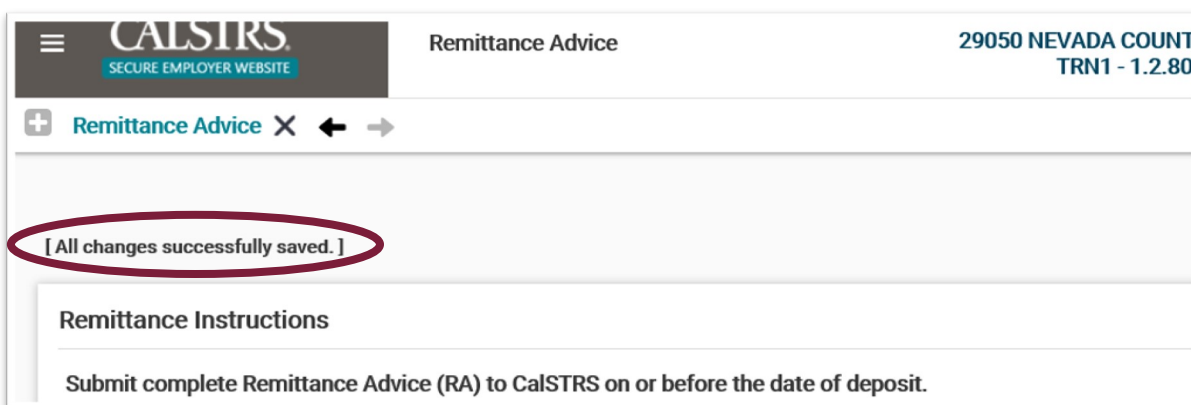 CALSTRS.
SECURE EMPLOYER WEBSITE
Remittance Advice
29050 NEVADA COUNT
TRN1 - 1.2.80
Remittance Advice
[ All changes successfully saved. ]
Remittance Instructions
Submit complete Remittance Advice (RA) to CalSTRS on or before the date of deposit.